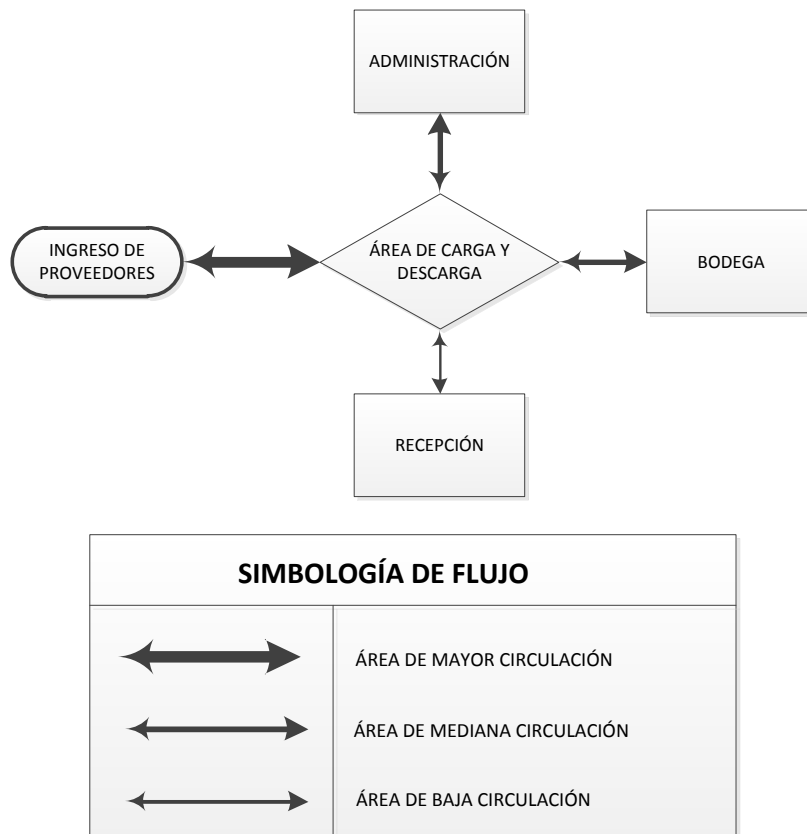 ADMINISTRACIÓN
INGRESO DE
PROVEEDORES
ÁREA DE CARGA Y
DESCARGA
BODEGA
RECEPCIÓN
SIMBOLOGÍA DE FLUJO
ÁREA DE MAYOR CIRCULACIÓN
ÁREA DE MEDIANA CIRCULACIÓN
ÁREA DE BAJA CIRCULACIÓN